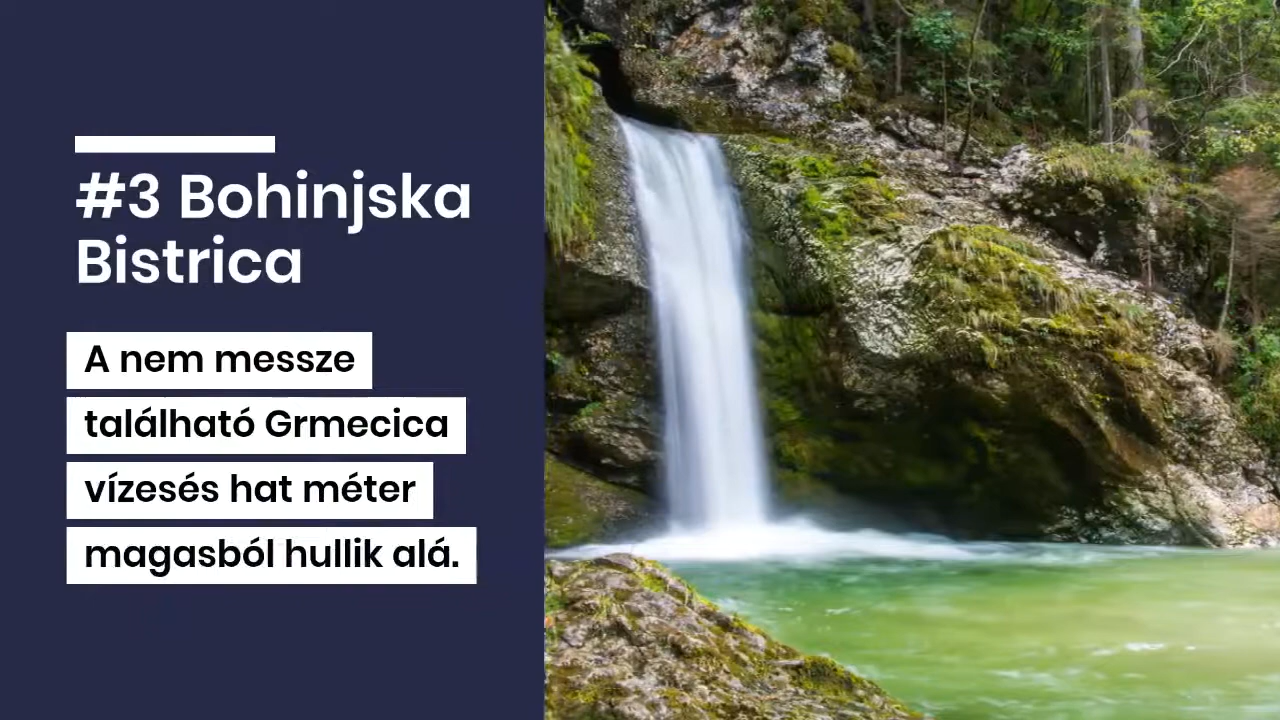 #3 Bohinjska
Bistrica
A nem messze
található Grmecica
vízesés hat méter
magasból hullik alá.